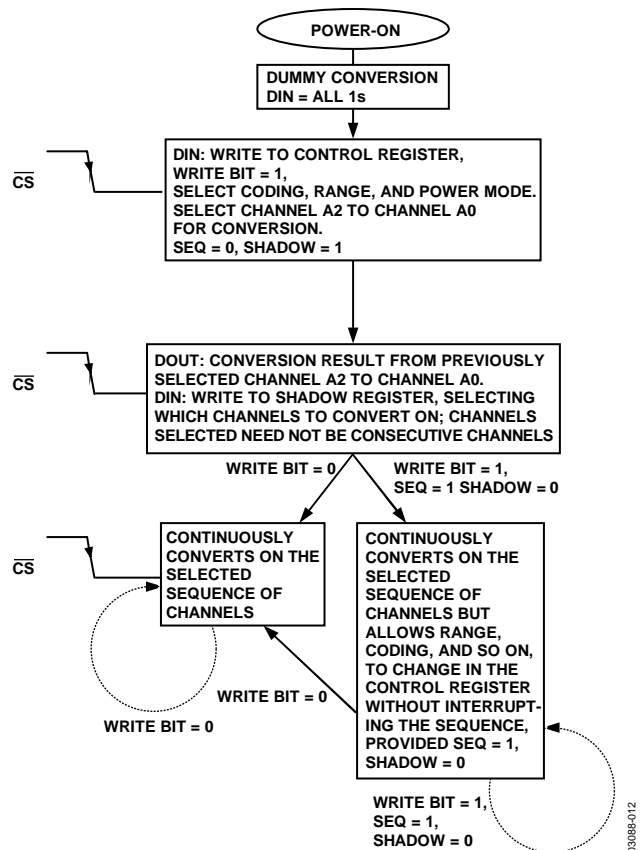 POWER-ON
DUMMY CONVERSION
DIN = ALL 1s
CS
DIN: WRITE TO CONTROL REGISTER,
WRITE BIT = 1,
SELECT CODING, RANGE, AND POWER MODE.
SELECT CHANNEL A2 TO CHANNEL A0
FOR CONVERSION.
SEQ = 0, SHADOW = 1
CS
DOUT: CONVERSION RESULT FROM PREVIOUSLY
SELECTED CHANNEL A2 TO CHANNEL A0.
DIN: WRITE TO SHADOW REGISTER, SELECTING
WHICH CHANNELS TO CONVERT ON; CHANNELS
SELECTED NEED NOT BE CONSECUTIVE CHANNELS
WRITE BIT = 0
WRITE BIT = 1,
SEQ = 1 SHADOW = 0
CS
CONTINUOUSLY
CONVERTS ON THE
SELECTED
SEQUENCE OF
CHANNELS
CONTINUOUSLY
CONVERTS ON THE
SELECTED
SEQUENCE OF
CHANNELS BUT
ALLOWS RANGE,
CODING, AND SO ON,
TO CHANGE IN THE
CONTROL REGISTER
WITHOUT INTERRUPT-
ING THE SEQUENCE,
PROVIDED SEQ = 1,
SHADOW = 0
WRITE BIT = 0
WRITE BIT = 0
WRITE BIT = 1,
SEQ = 1,
SHADOW = 0
03088-012